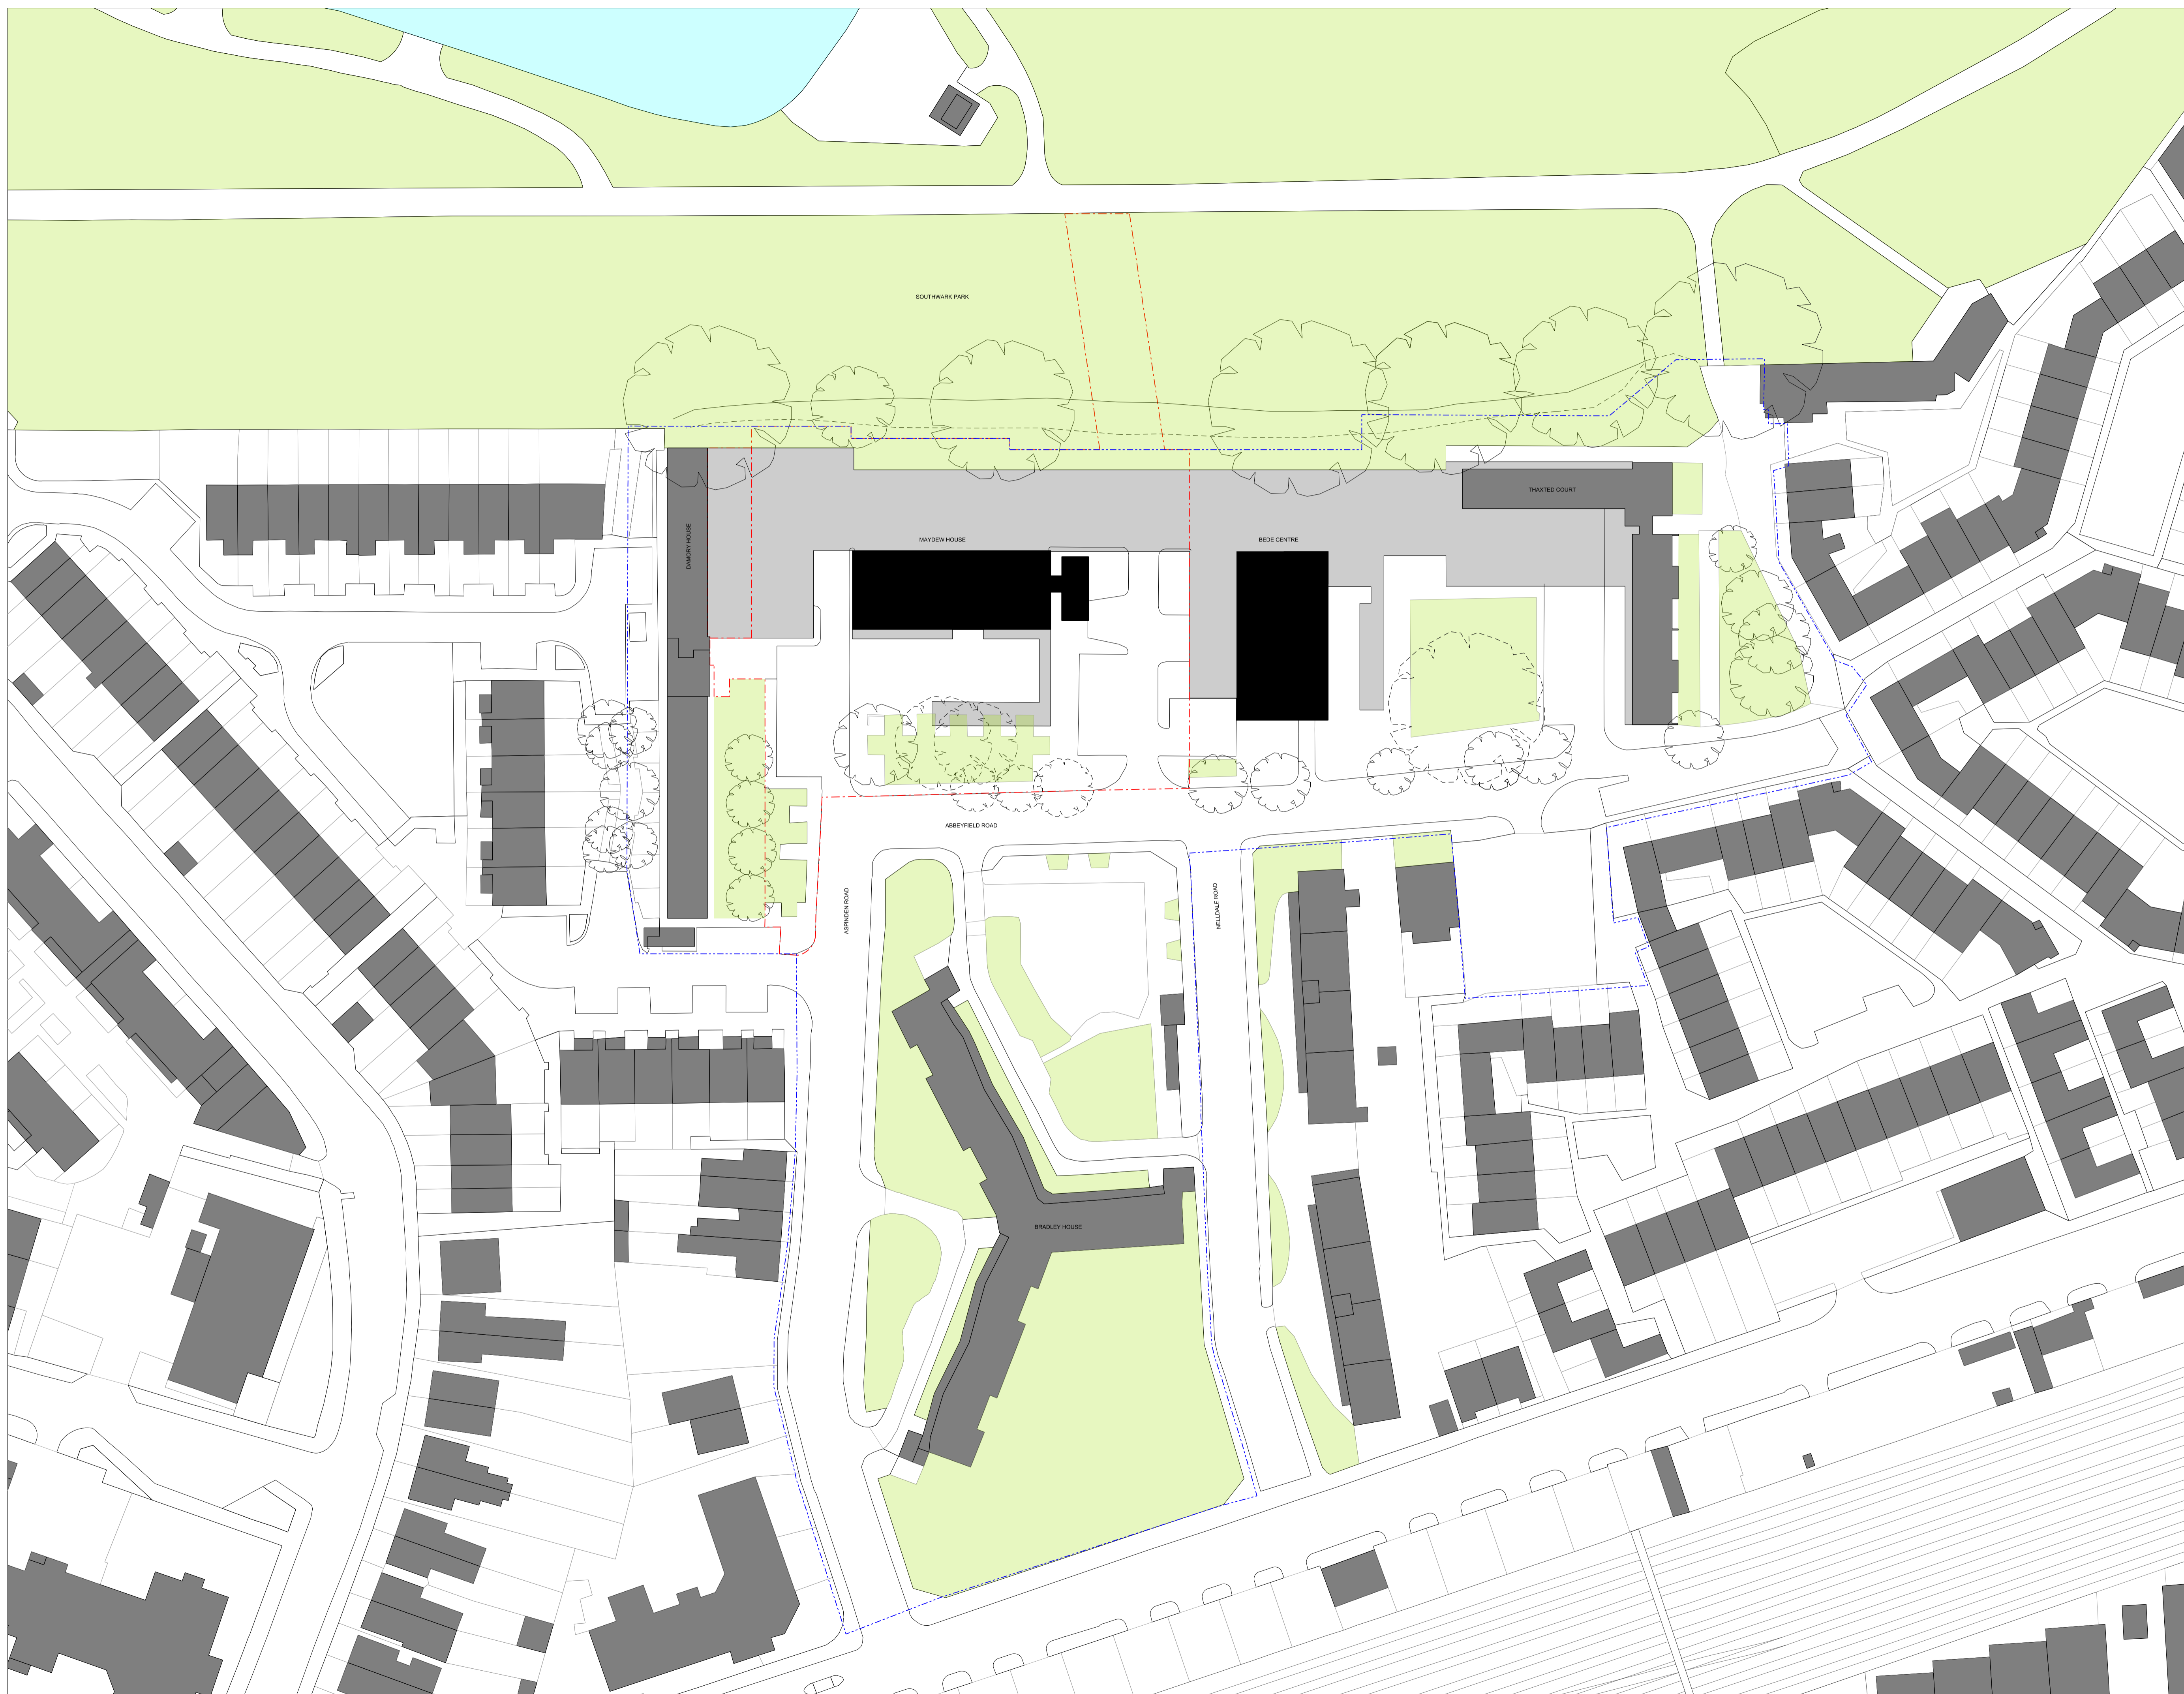 SOUTHWARK PARK
THAXTED COURT
DAMORY HOUSE
MAYDEW HOUSE
BEDE CENTRE
ABBEYFIELD ROAD
ASPINDEN ROAD
NELLDALE ROAD
BRADLEY HOUSE